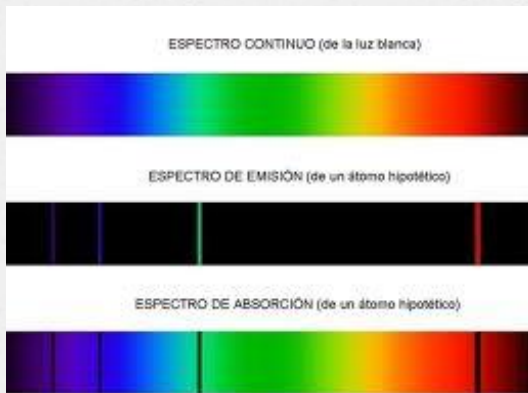 ESPECTRO CONTINUO (de la luz blanca)
ESPECTRO DE EMISIÓN (de un átomo hipotético)
ESPECTRO DE ABSORCIÓN (de un átomo hipotético)